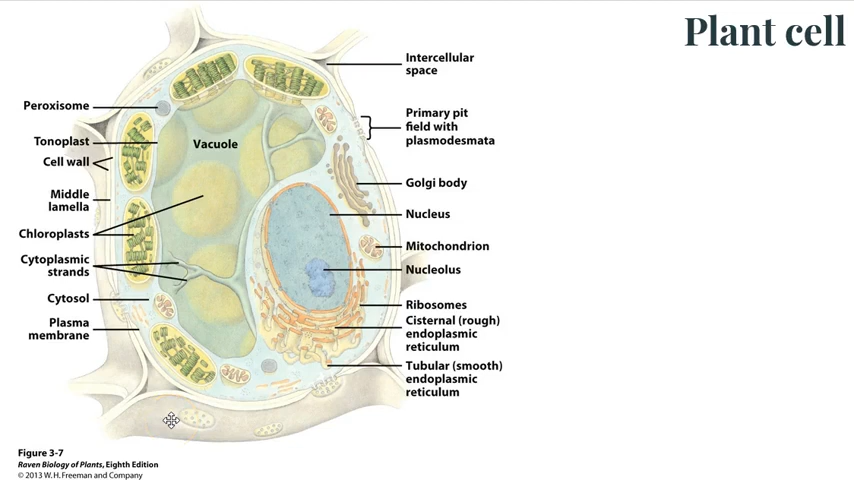 Plant cell
Intercellular
space
Peroxisome
Primary pit
field with
plasmodesmata
Tonoplast
Vacuole
Cell wall
Golgi body
Middle
lamella
Nucleus
Chloroplasts
Mitochondrion
Cytoplasmic
strands
Nucleolus
Cytosol
Ribosomes
Plasma
membrane
Cisternal (rough)
endoplasmic
reticulum
Tubular (smooth)
endoplasmic
reticulum
Figure 3-7
Raven Biology of Plants, Eighth Edition
© 2013 W. H. Freeman and Company